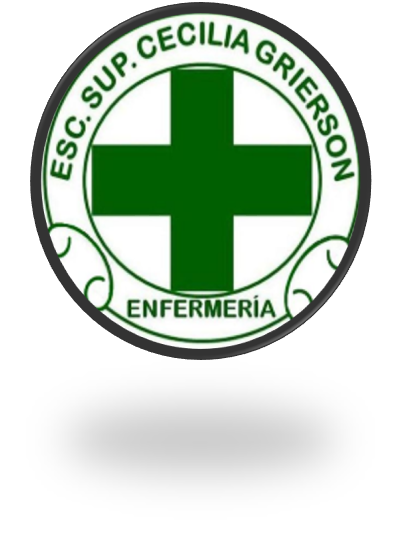 ESC. SUP. CECILIA GRIERSON
ENFERMERÍA